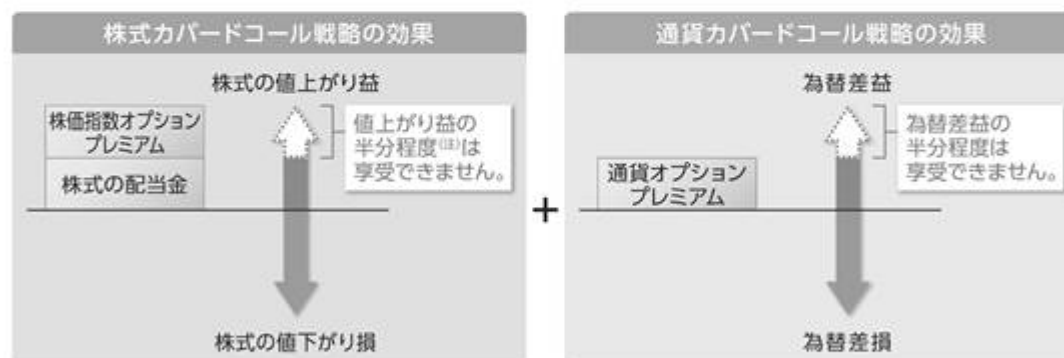 株式カバードコール戦略の効果
株式の値上がり益
株価指数オプション
プレミアム
株式の配当金
値上がり益の
半分程度(注)は
享受できません。
株式の値下がり損
+
通貨カバードコール戦略の効果
為替差益
通貨オプション
プレミアム
為替差益の
半分程度は
享受できません。
為替差損